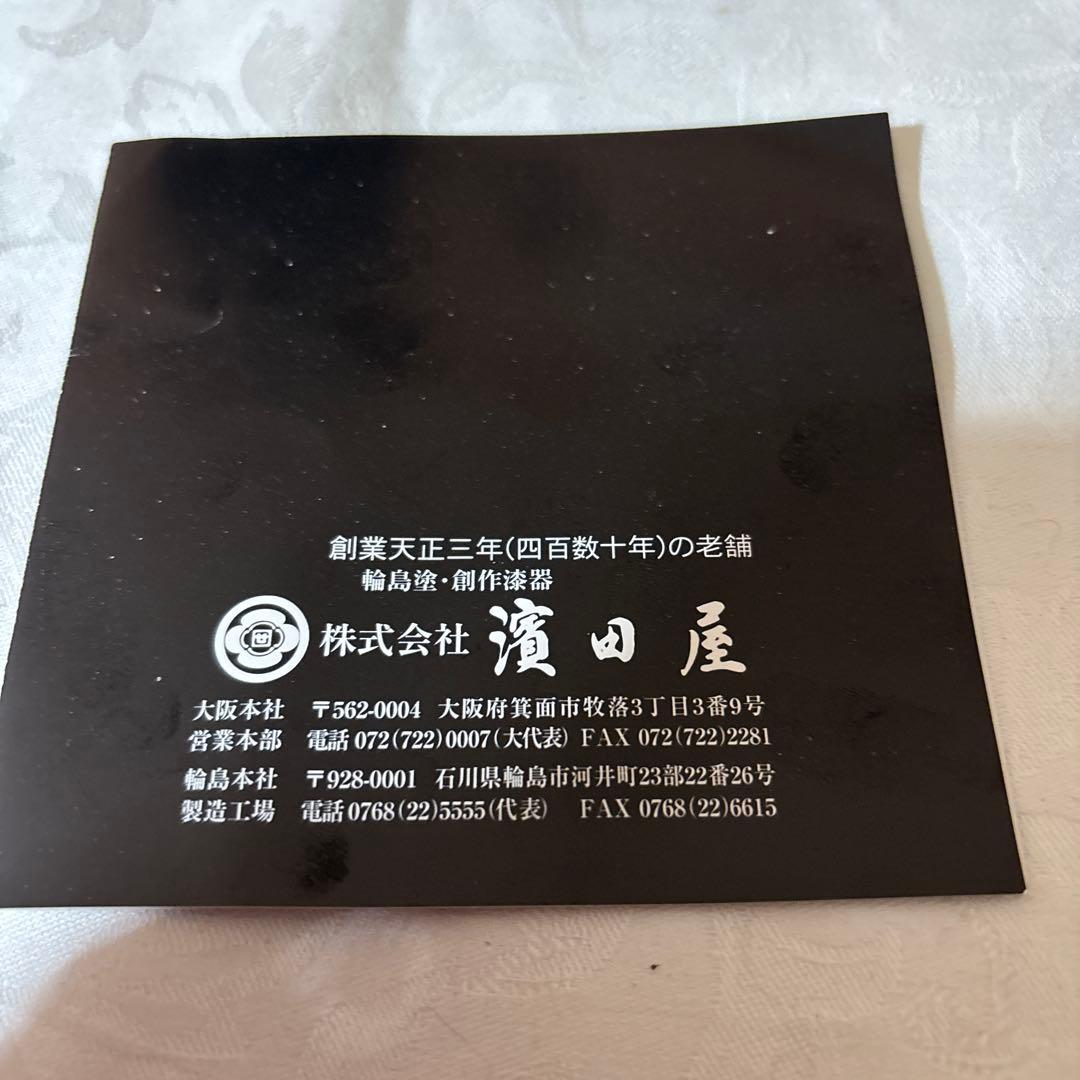 創業天正三年(四百数十年)の老舗
輪島塗・創作漆器
株式会社 濱田屋
大阪本社 〒562-0004 大阪府箕面市牧落3丁目3番9号
営業本部 電話 072(722)0007(大代表) FAX 072(722)2281
輪島本社 〒928-0001 石川県輪島市河井町23部22番26号
製造工場 電話 0768(22)5555(代表) FAX 0768(22)6615